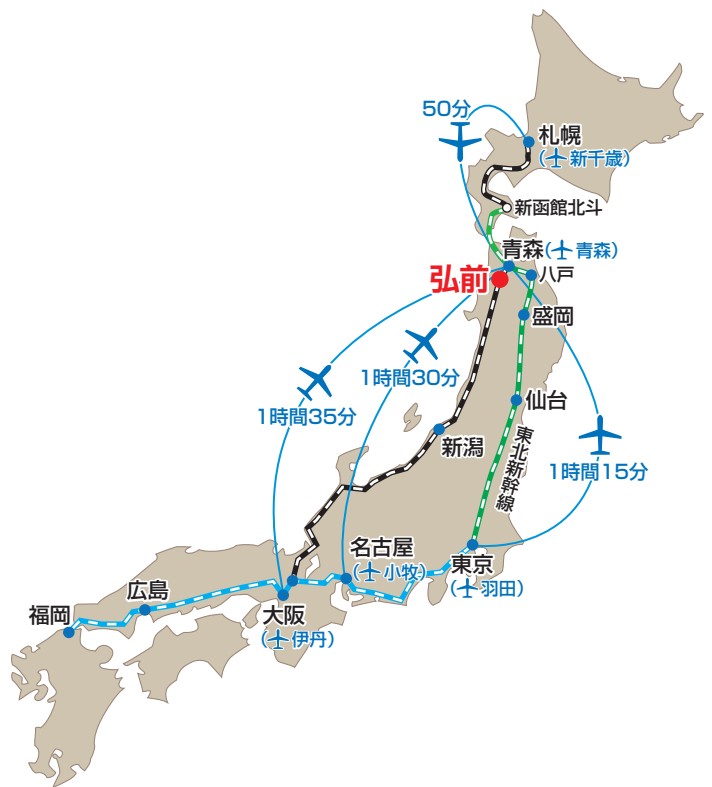 50分
札幌
(新千歳)
新函館北斗
青森(青森)
弘前
八戸
盛岡
1時間30分
1時間35分
仙台
新潟
東北新幹線
1時間15分
名古屋
(小牧)
東京
(羽田)
広島
福岡
大阪
(伊丹)